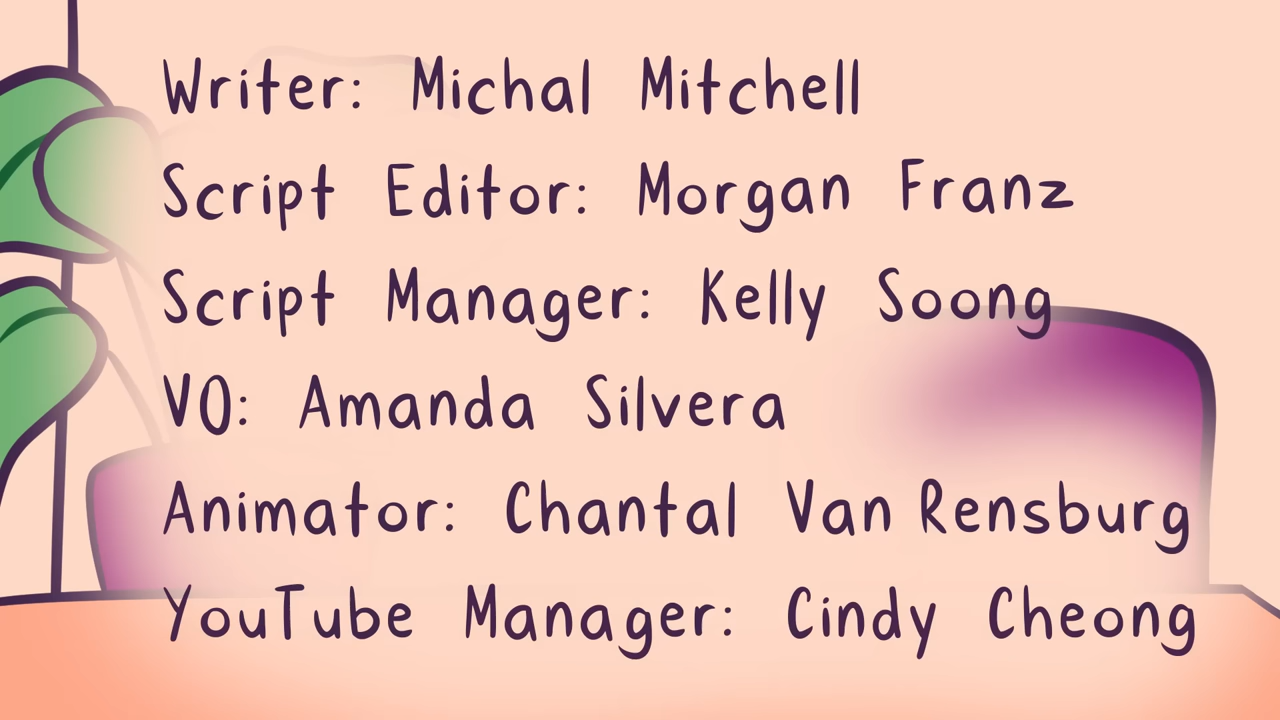 Writer: Michal Mitchell
Script Editor: Morgan Franz
Script Manager: Kelly Soong
VO: Amanda Silvera
Animator: Chantal Van Rensburg
YouTube Manager: Cindy Cheong